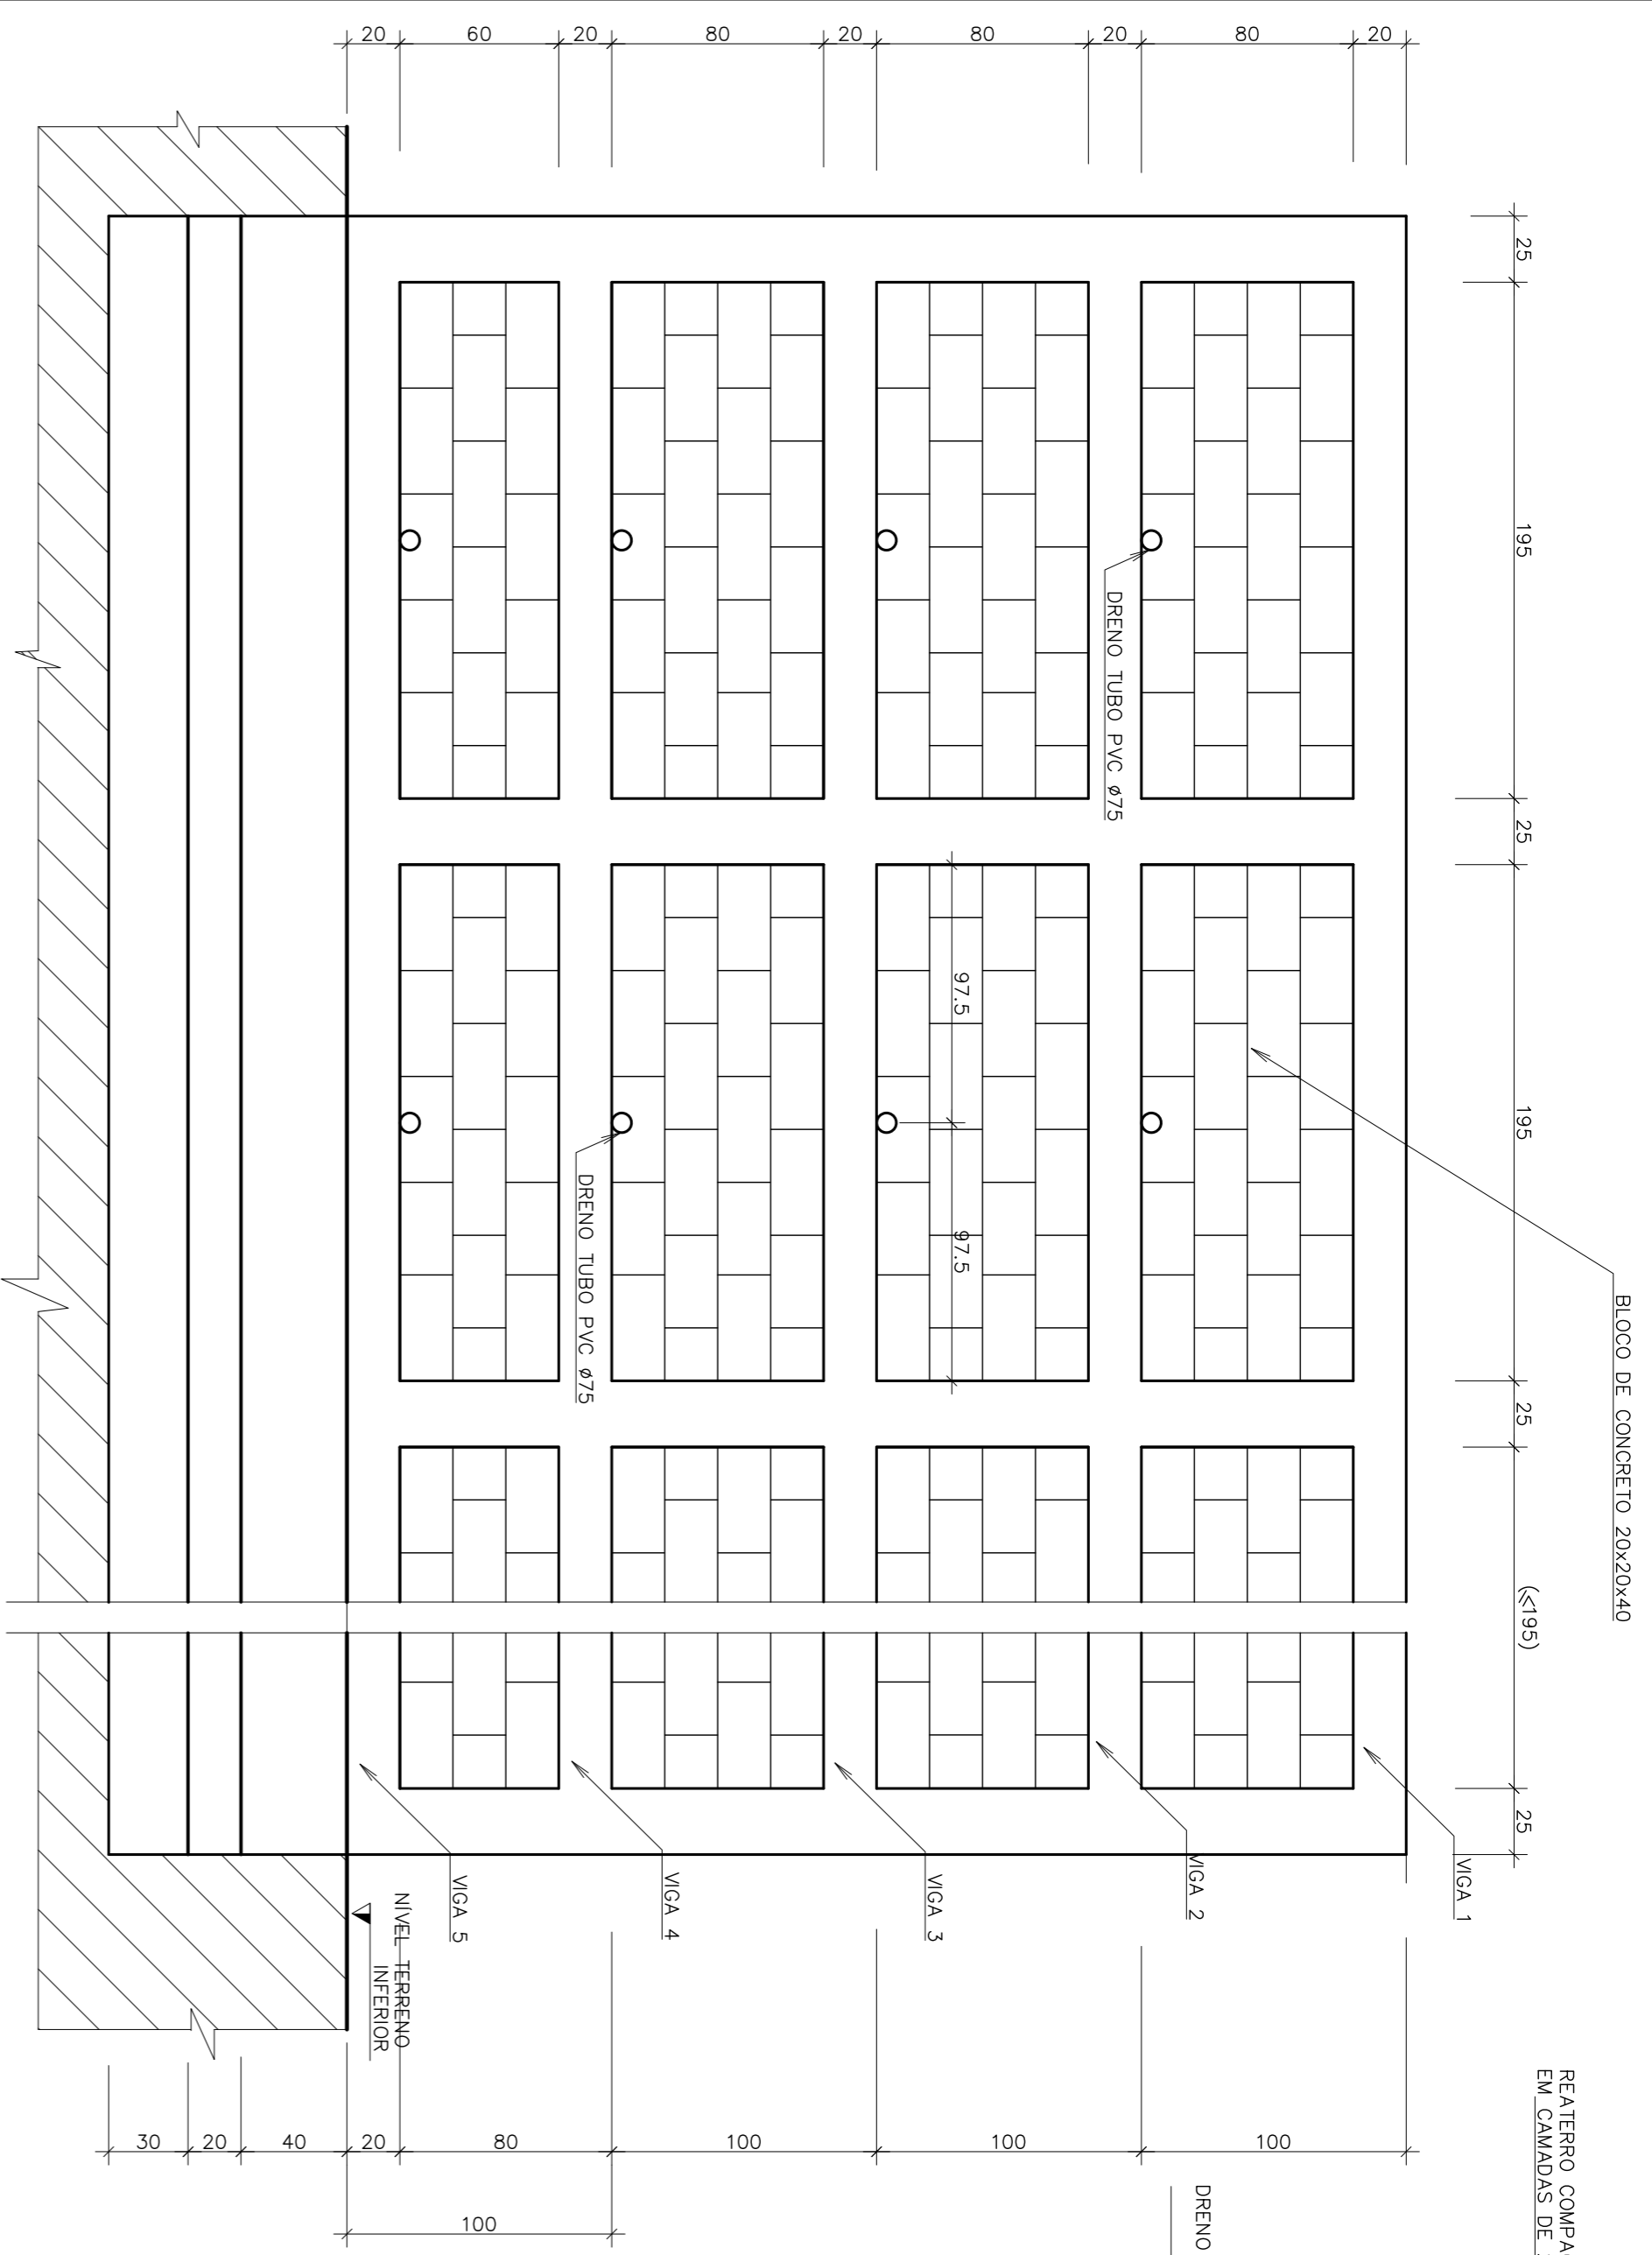 20
60
20
80
20
80
20
80
20
25
195
25
195
25
(≤195)
25
BLOCO DE CONCRETO 20x20x40
DRENO TUBO PVC ø75
97.5
97.5
DRENO TUBO PVC ø75
VIGA 1
VIGA 2
VIGA 3
VIGA 4
VIGA 5
NÍVEL TERRENO
INFERIOR
30
20
40
20
80
100
100
100
100
DRENO
REATERRO COMPA
EM CAMADAS DE